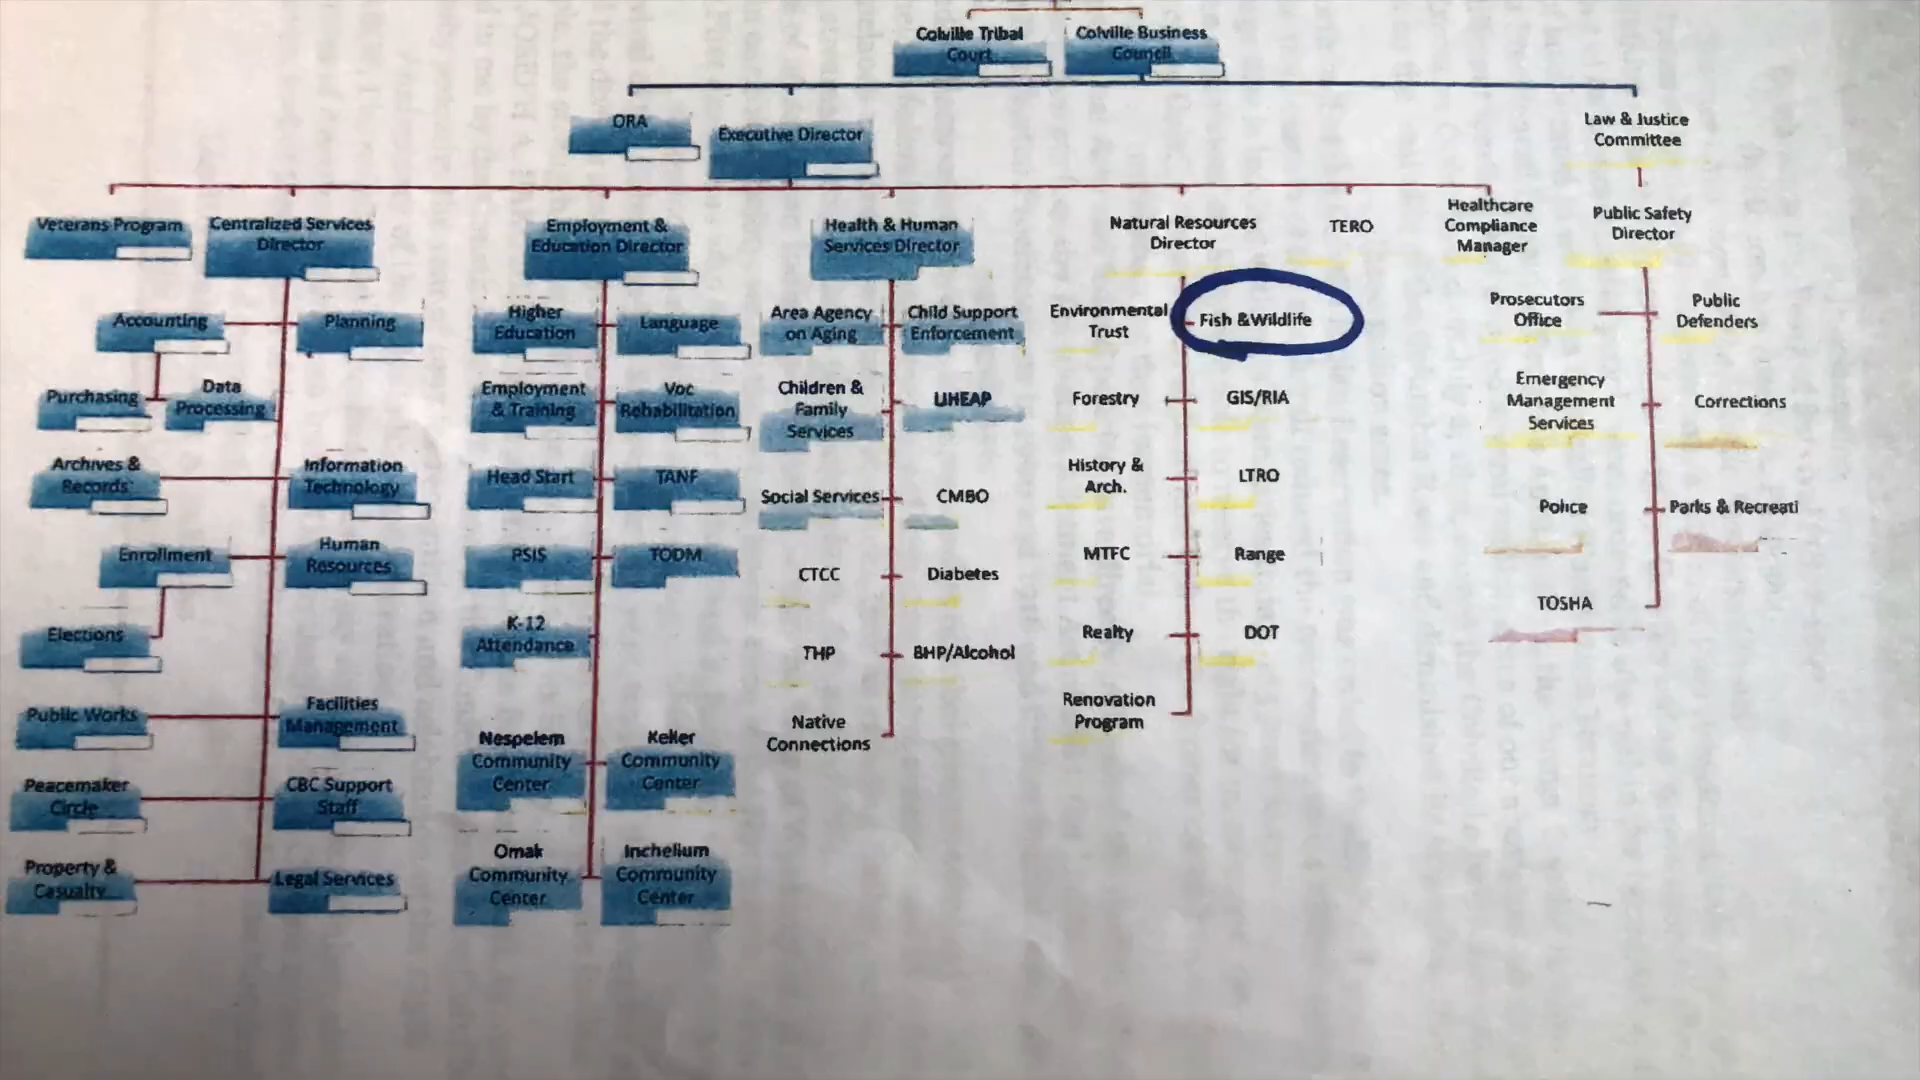 Colville Tribal
Court
Colville Business
Council
ORA
Executive Director
Law & Justice
Committee
Veterans Program
Centralized Services
Director
Employment &
Education Director
Health & Human
Services Director
Natural Resources
Director
TERO
Healthcare
Compliance
Manager
Public Safety
Director
Accounting
Planning
Purchasing
Data
Processing
Archives &
Records
Information
Technology
Enrollment
Human
Resources
Elections
Public Works
Facilities
Management
Peacemaker
Circle
CBC Support
Staff
Property &
Casualty
Legal Services
Higher
Education
Language
Employment
& Training
Voc
Rehabilitation
Head Start
TANF
PSIS
TODM
K-12
Attendance
Nespelem
Community
Center
Keller
Community
Center
Omak
Community
Center
Inchelium
Community
Center
Area Agency
on Aging
Child Support
Enforcement
Children &
Family
Services
LIHEAP
Social Services
CMBO
CTCC
Diabetes
THP
BHP/Alcohol
Native
Connections
Environmental
Trust
Fish &Wildlife
Forestry
GIS/RIA
History &
Arch.
LTRO
MTFC
Range
Realty
DOT
Renovation
Program
Prosecutors
Office
Public
Defenders
Emergency
Management
Services
Corrections
Police
Parks & Recreati
TOSHA